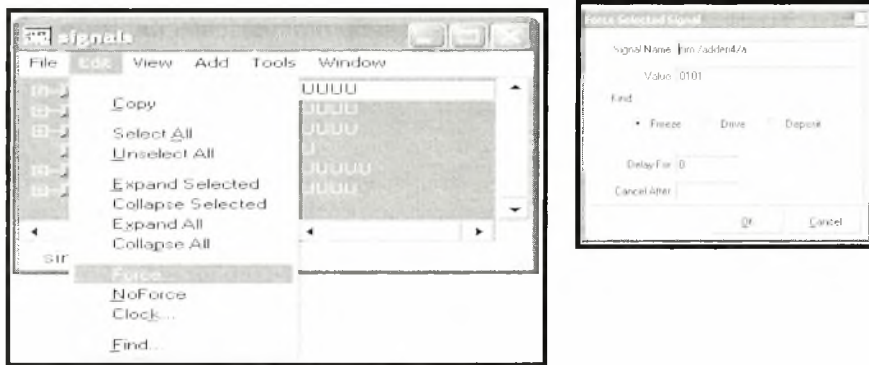 signals
File Edit View Add Tools Window
UUUU
Copy
UUUU
UUUU
Select All
Unselect All
U
UUUUU
Expand Selected
UUUU
Collapse Selected
Expand All
Collapse All
Force...
NoForce
Clock...
Find...
Force Selected Signal
Signal Name:
Value: 0101
Kind
Freeze Drive Deposit
Delay For: 0
Cancel After:
OK Cancel